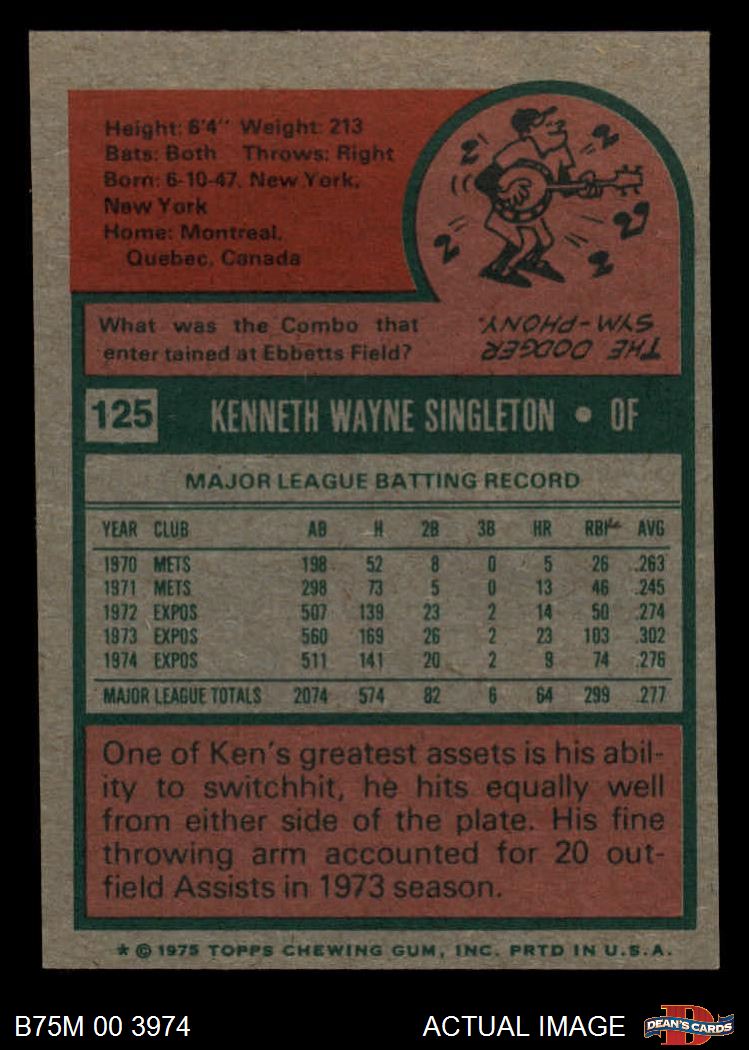 Height: 6'4" Weight: 213
Bats: Both Throws: Right
Born: 6-10-47, New York,
New York
Home: Montreal,
Quebec, Canada
2 2 2 2 2 2
What was the Combo that
enter tained at Ebbetts Field?
THE DODGER
SYM-PHONY.
125 KENNETH WAYNE SINGLETON • OF
MAJOR LEAGUE BATTING RECORD
YEAR CLUB AB H 2B 3B HR RBI AVG
1970 METS 198 52 8 0 5 26 .263
1971 METS 298 73 5 0 13 46 .245
1972 EXPOS 507 139 23 2 14 50 .274
1973 EXPOS 560 169 26 2 23 103 .302
1974 EXPOS 511 141 20 2 9 74 .276
MAJOR LEAGUE TOTALS 2074 574 82 6 64 299 .277
One of Ken's greatest assets is his abil-
ity to switchhit, he hits equally well
from either side of the plate. His fine
throwing arm accounted for 20 out-
field Assists in 1973 season.
* © 1975 TOPPS CHEWING GUM, INC. PRTD IN U.S.A.
B75M 00 3974 ACTUAL IMAGE D DEAN'S CARDS